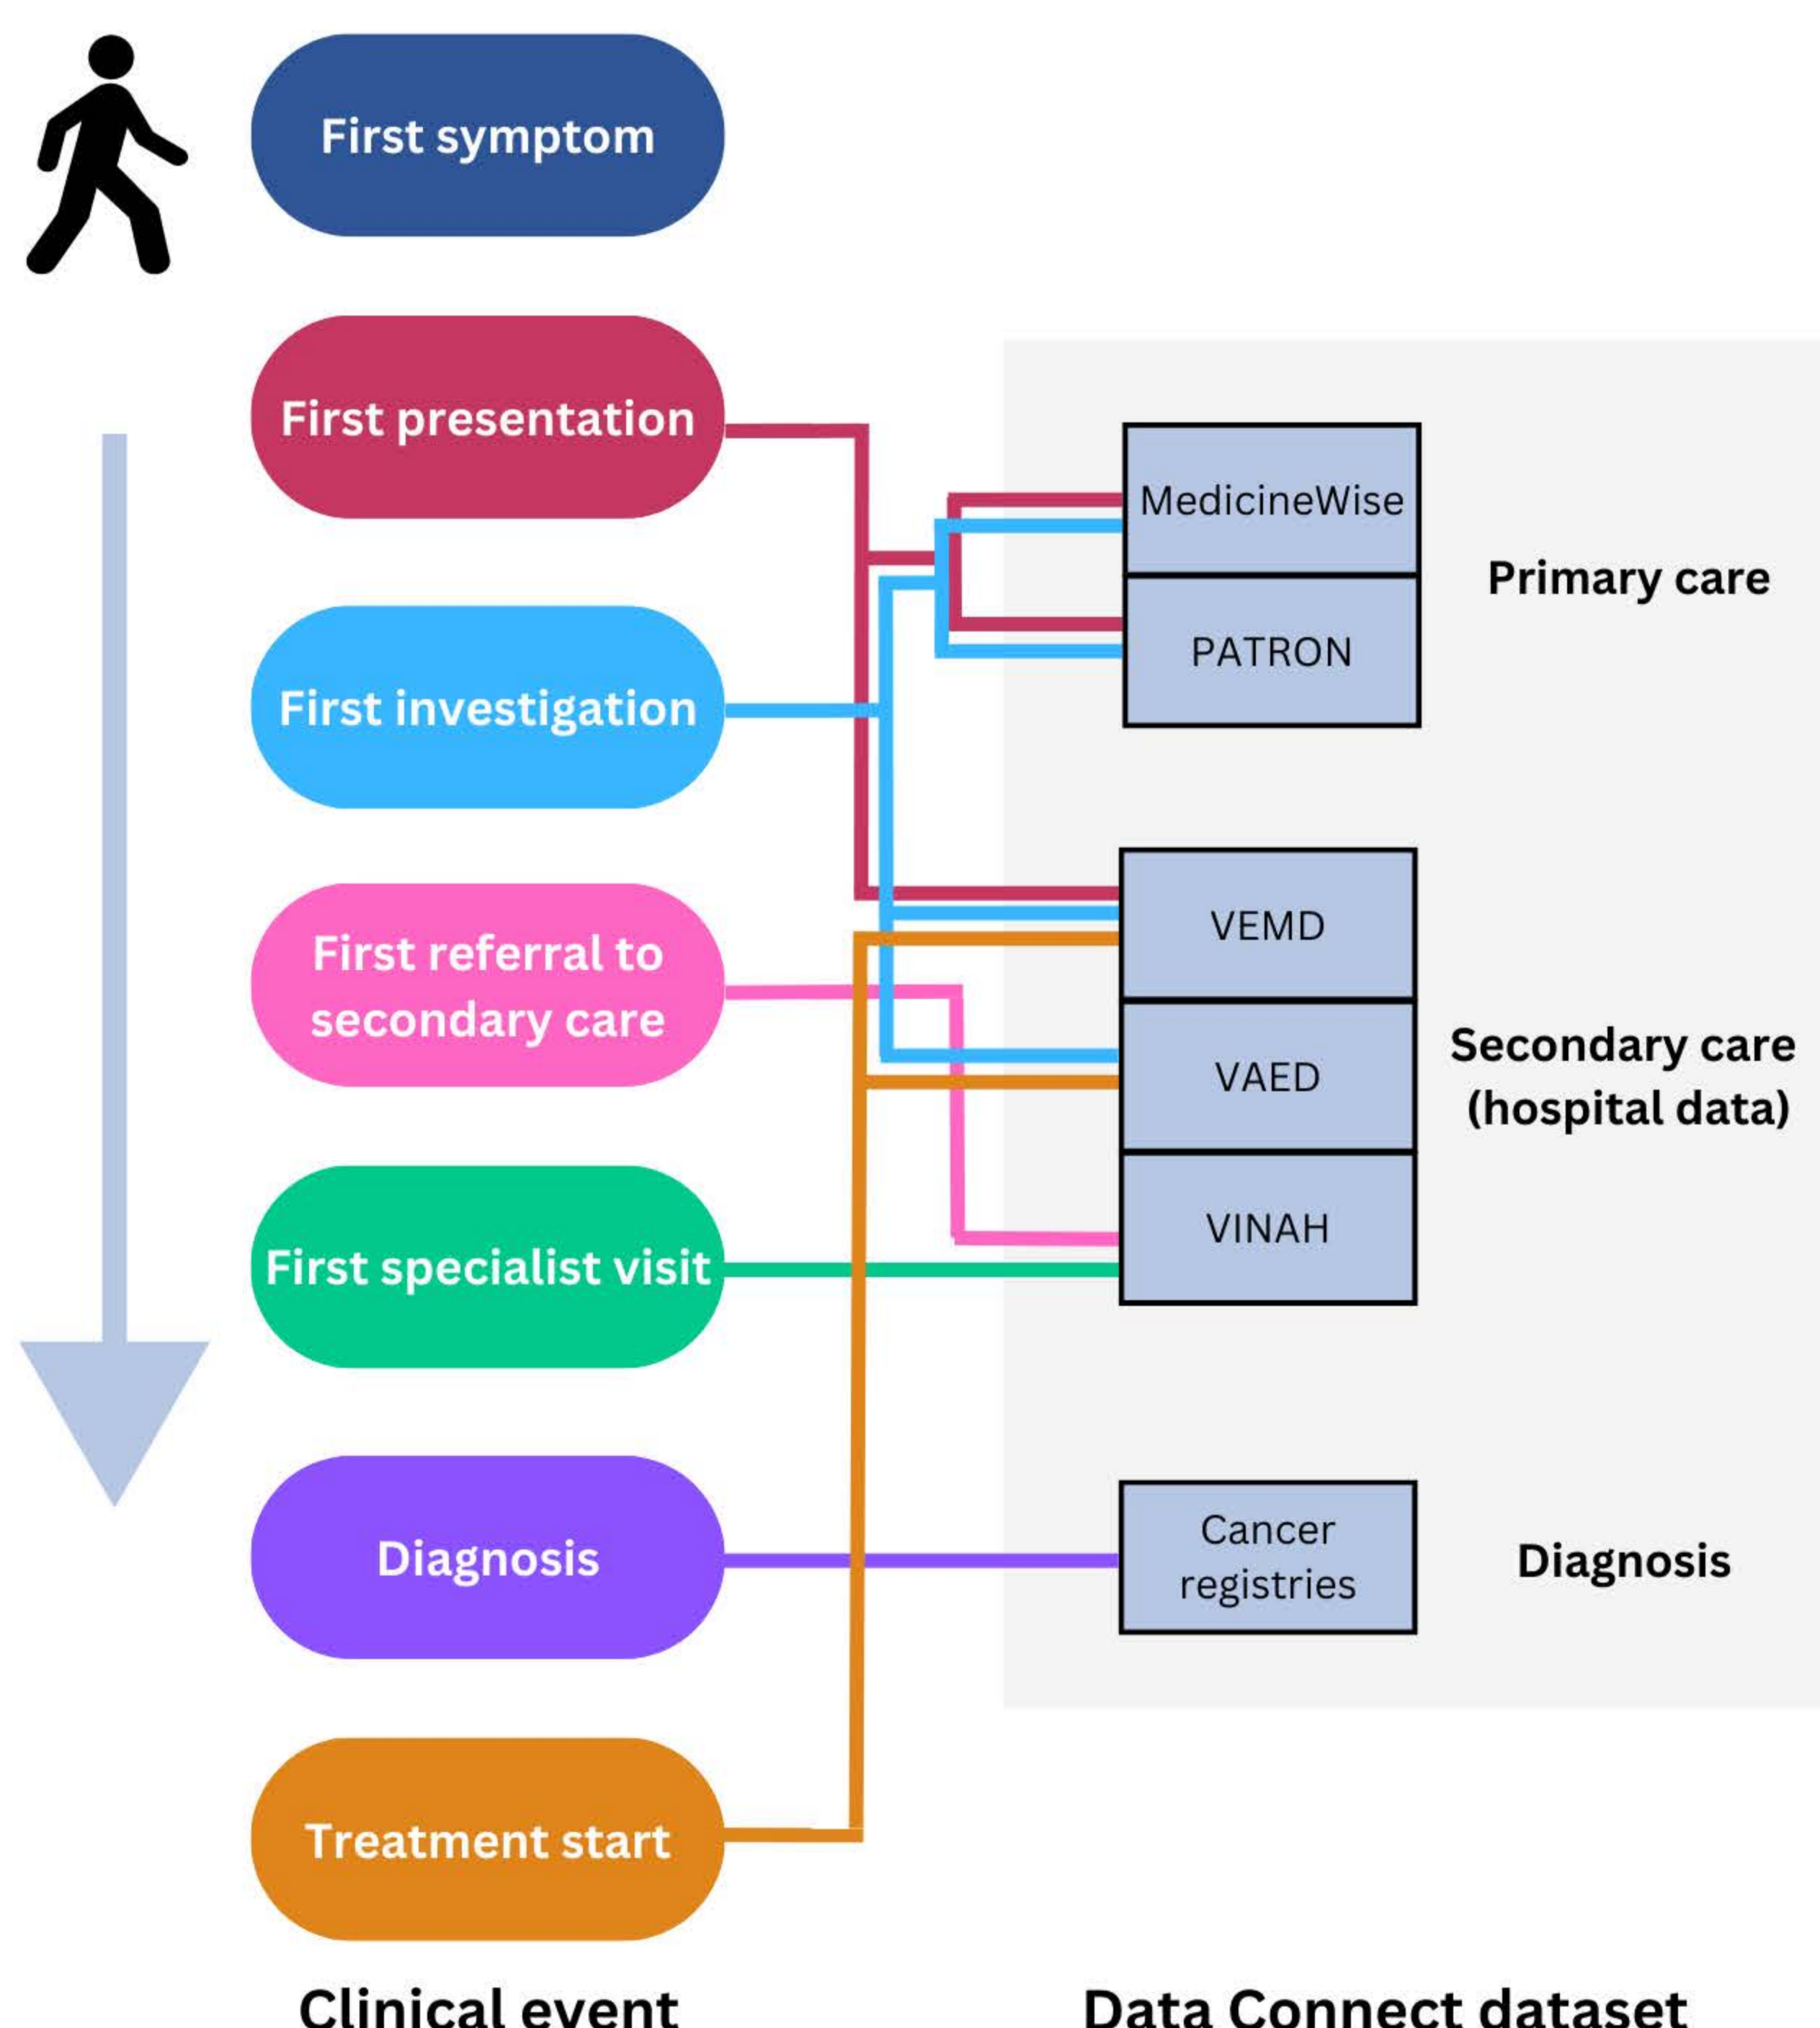 First symptom
First presentation
MedicineWise
Primary care
PATRON
First investigation
VEMD
First referral to
secondary care
Secondary care
(hospital data)
VAED
VINAH
First specialist visit
Cancer
registries
Diagnosis
Diagnosis
Treatment start
Clinical event
Data Connect dataset